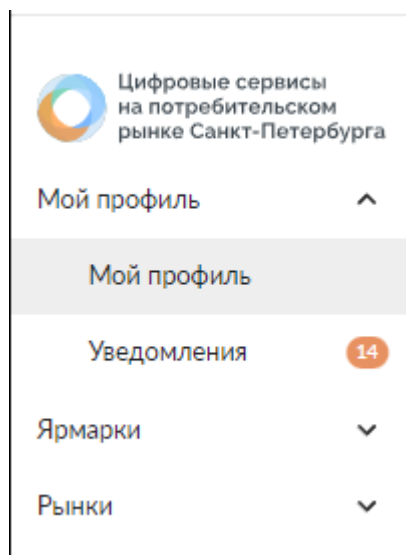 Цифровые сервисы
на потребительском
рынке Санкт-Петербурга
Мой профиль
Мой профиль
Уведомления 14
Ярмарки
Рынки